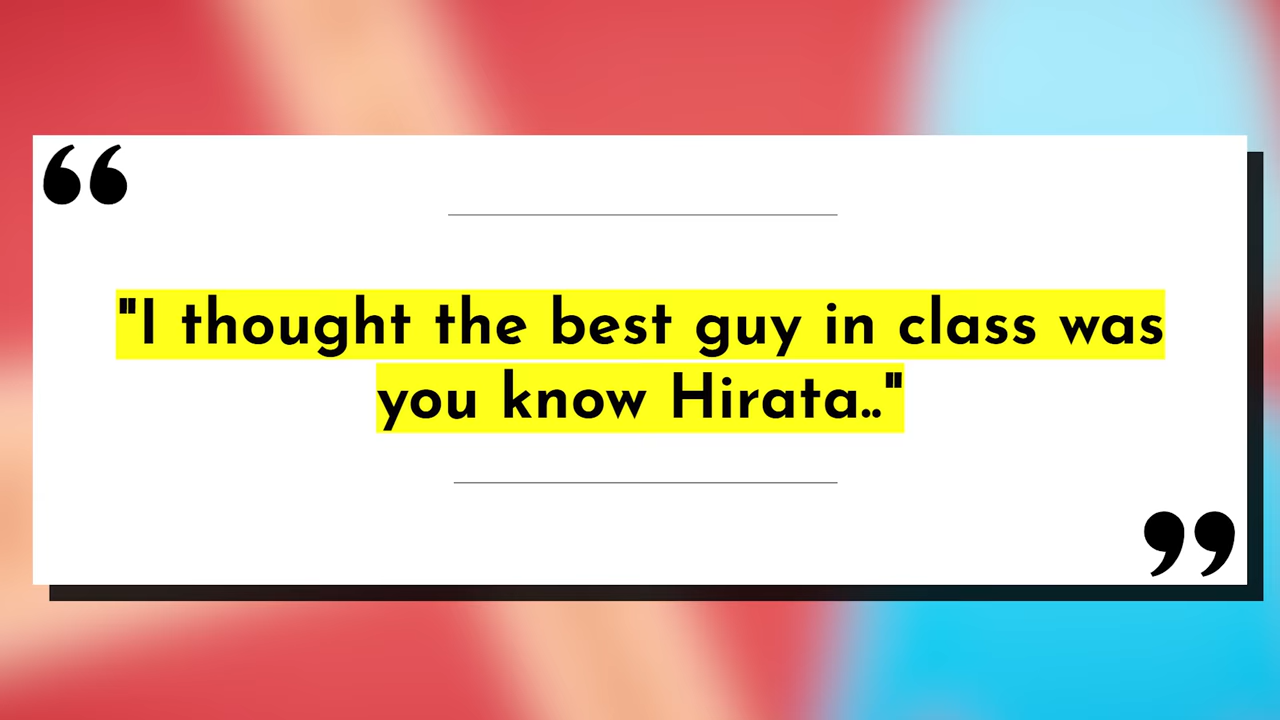 “
"I thought the best guy in class was
you know Hirata.."
”